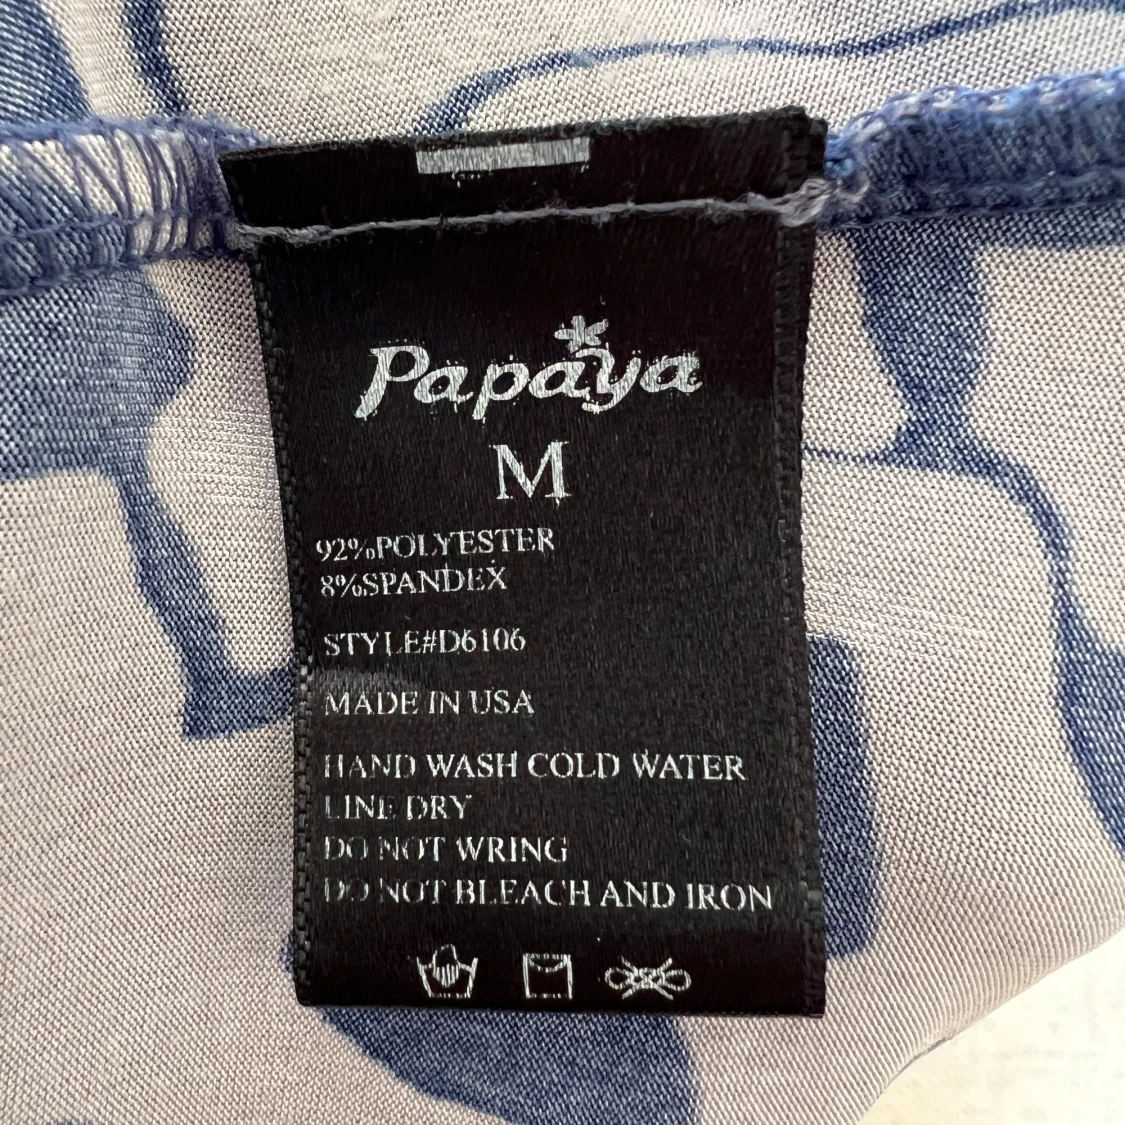 Papaya
M
92%POLYESTER
8%SPANDEX
STYLE#D6106
MADE IN USA
HAND WASH COLD WATER
LINE DRY
DO NOT WRING
DO NOT BLEACH AND IRON